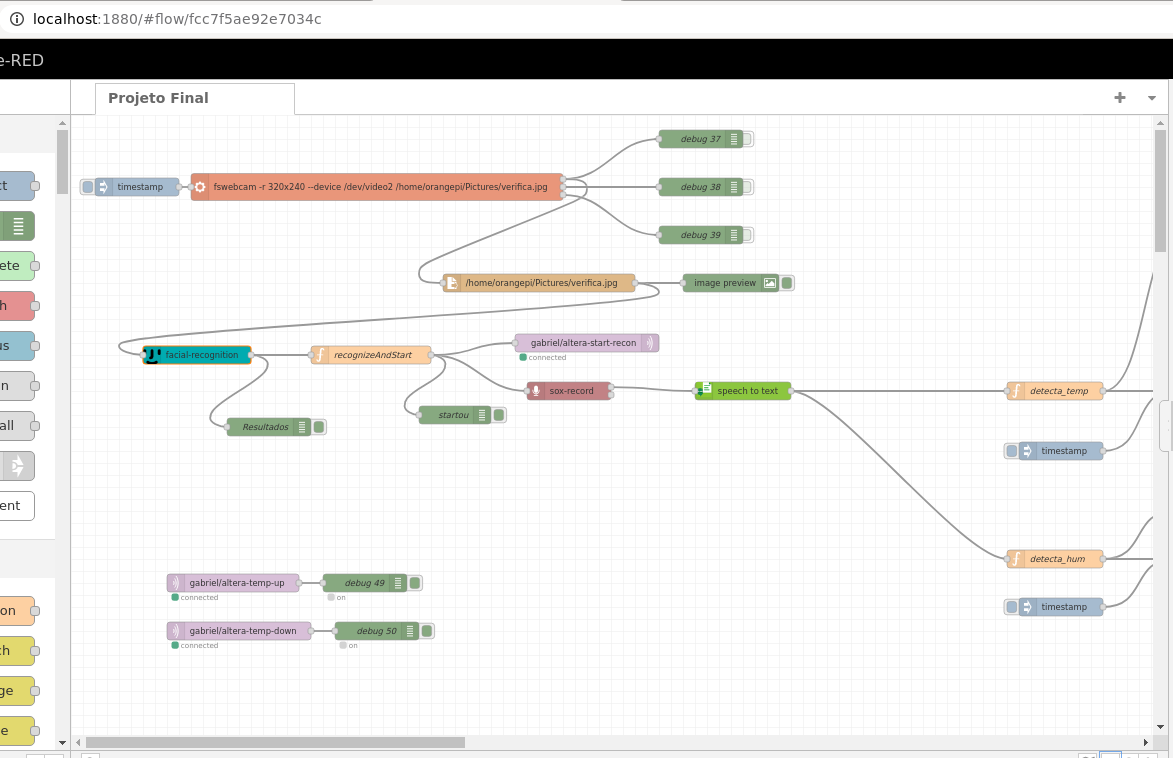 localhost:1880/#flow/fcc7f5ae92e7034c
e-RED
Projeto Final
debug 37
timestamp
fswebcam -r 320x240 --device /dev/video2 /home/orangepi/Pictures/verifica.jpg
debug 38
debug 39
/home/orangepi/Pictures/verifica.jpg
image preview
gabriel/altera-start-recon
connected
facial-recognition
recognizeAndStart
sox-record
speech to text
detecta_temp
startou
Resultados
timestamp
detecta_hum
gabriel/altera-temp-up
connected
debug 49
on
timestamp
gabriel/altera-temp-down
connected
debug 50
on
ct
ete
h
us
n
all
ent
on
ch
ge
e